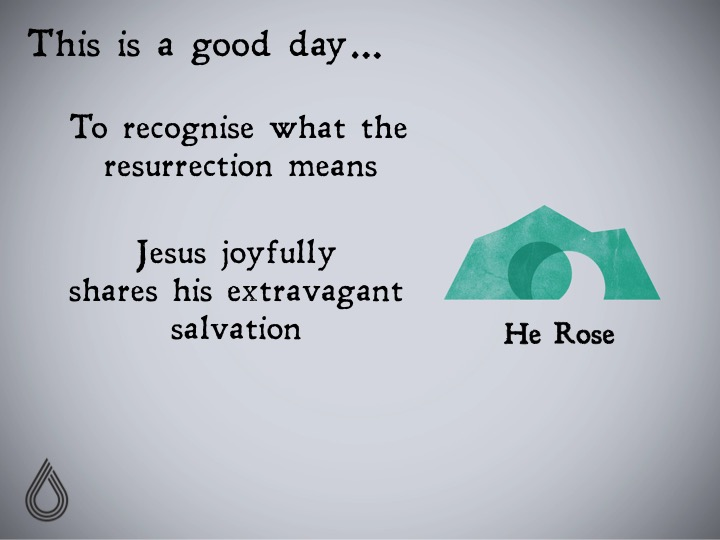 This is a good day...
To recognise what the
resurrection means
Jesus joyfully
shares his extravagant
salvation
He Rose